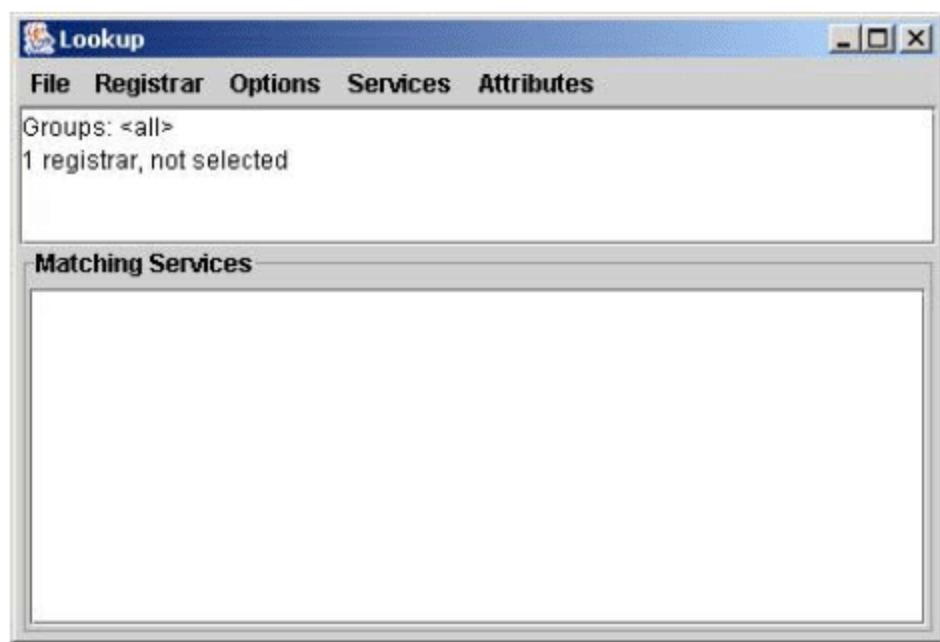 Lookup
File Registrar Options Services Attributes
Groups: <all>
1 registrar, not selected
Matching Services